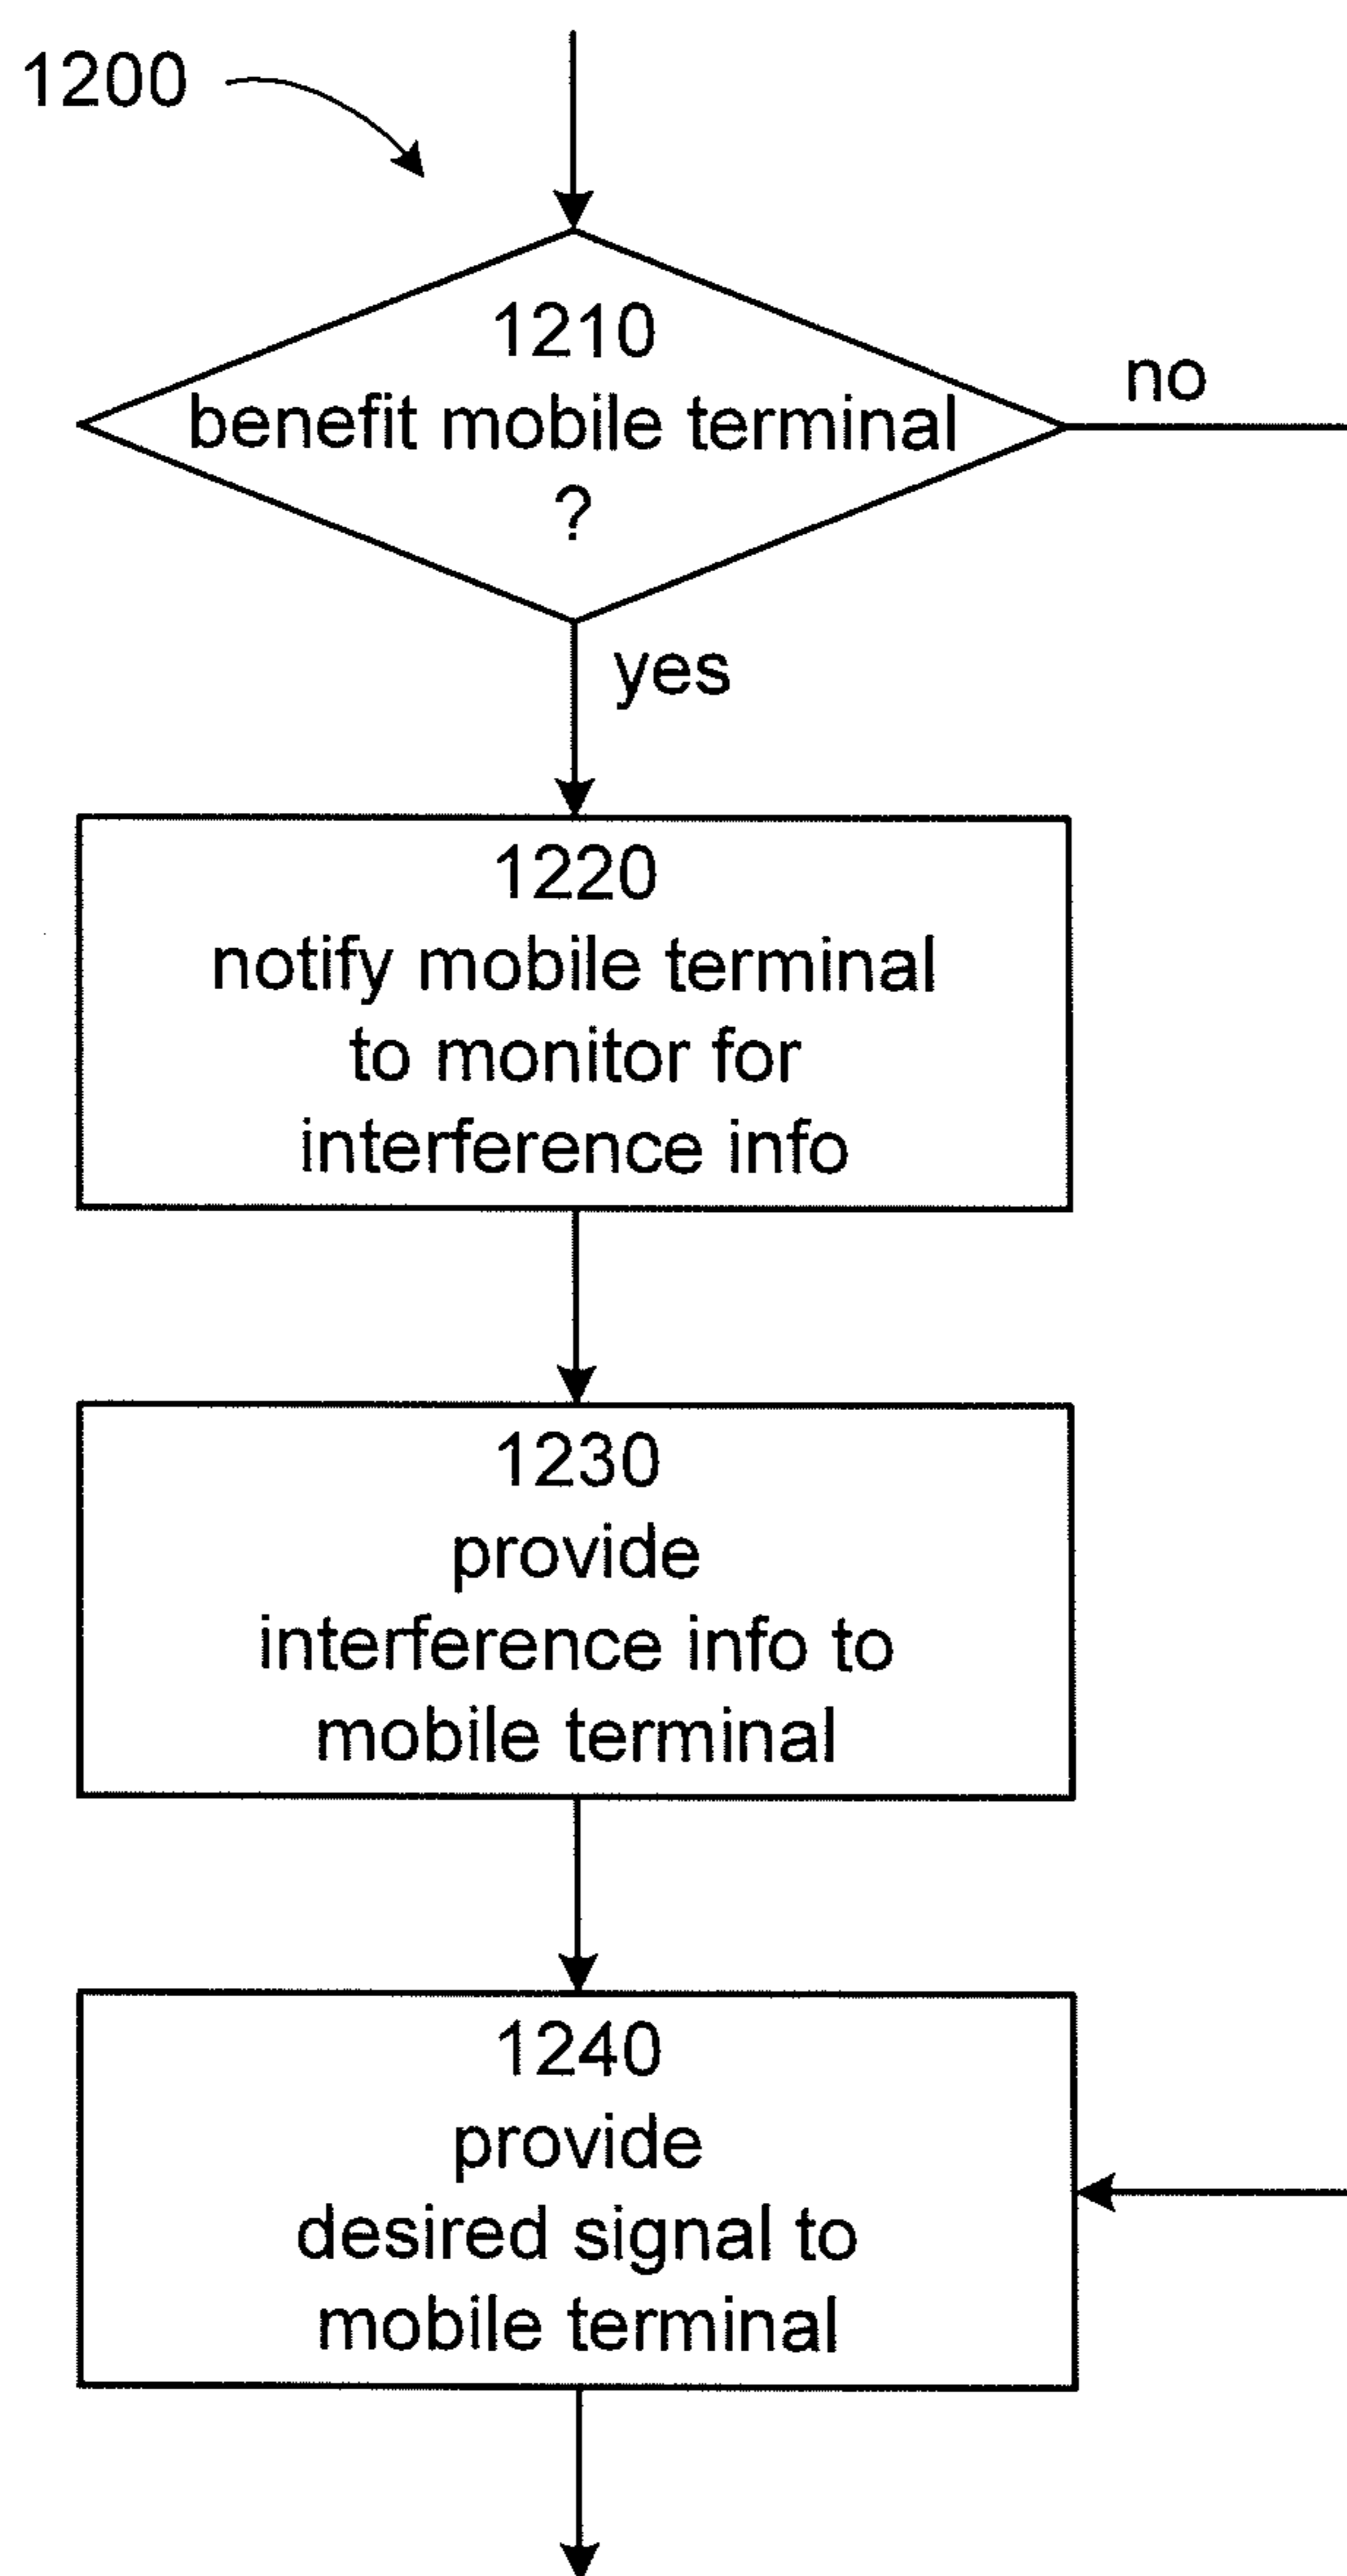 1200
1210
benefit mobile terminal
?
no
yes
1220
notify mobile terminal
to monitor for
interference info
1230
provide
interference info to
mobile terminal
1240
provide
desired signal to
mobile terminal